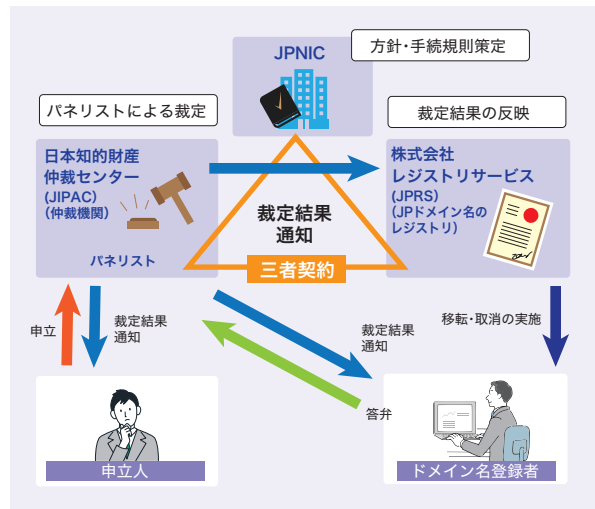 方針・手続規則策定
JPNIC
パネリストによる裁定
裁定結果の反映
日本知的財産
仲裁センター
(JIPAC)
(仲裁機関)
パネリスト
株式会社
レジストリサービス
(JPRS)
(JPドメイン名の
レジストリ)
裁定結果
通知
三者契約
申立
裁定結果
通知
裁定結果
通知
答弁
移転・取消の実施
申立人
ドメイン名登録者